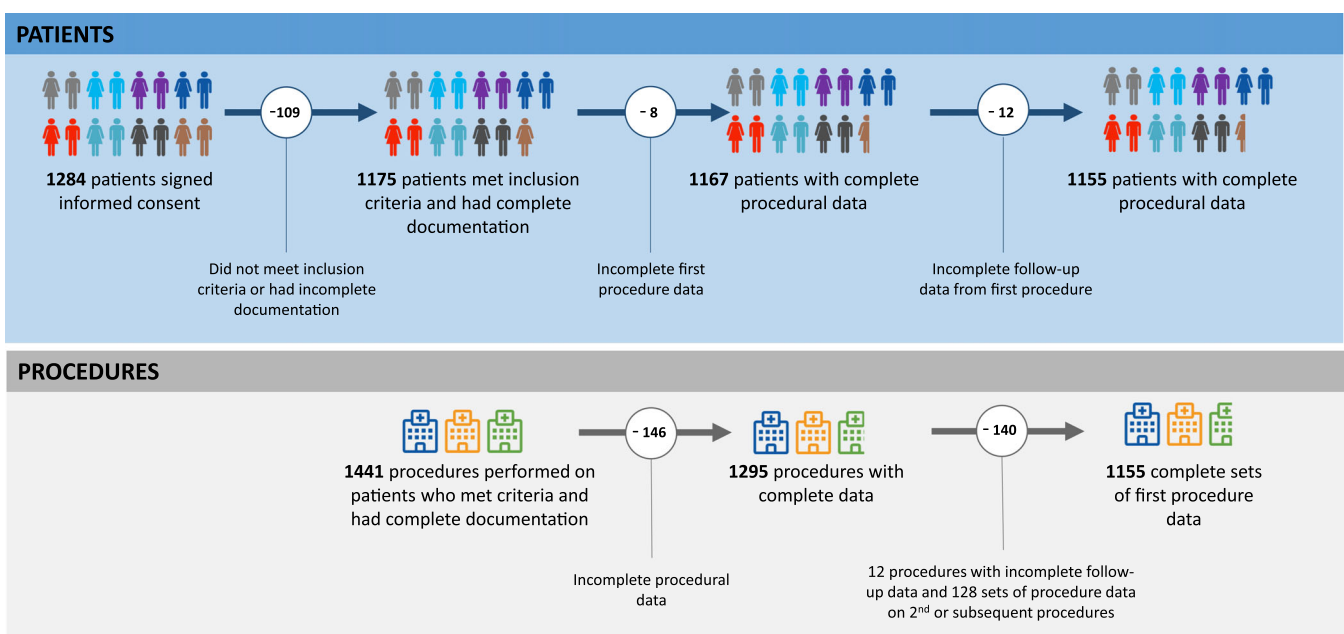 PATIENTS
-109
- 8
- 12
1284 patients signed
informed consent
1175 patients met inclusion
criteria and had complete
documentation
1167 patients with complete
procedural data
1155 patients with complete
procedural data
Did not meet inclusion
criteria or had incomplete
documentation
Incomplete first
procedure data
Incomplete follow-up
data from first procedure
PROCEDURES
- 146
- 140
1441 procedures performed on
patients who met criteria and
had complete documentation
1295 procedures with
complete data
1155 complete sets
of first procedure
data
Incomplete procedural
data
12 procedures with incomplete follow-
up data and 128 sets of procedure data
on 2nd or subsequent procedures